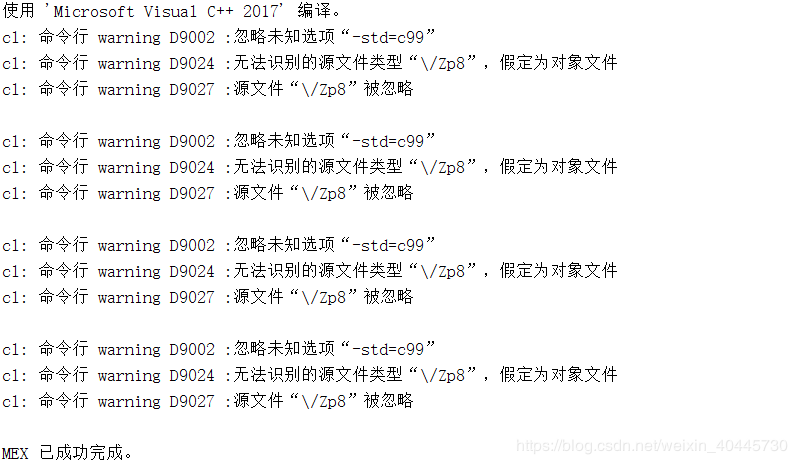 使用 'Microsoft Visual C++ 2017' 编译。
cl: 命令行 warning D9002 :忽略未知选项“-std=c99”
cl: 命令行 warning D9024 :无法识别的源文件类型“\/Zp8”，假定为对象文件
cl: 命令行 warning D9027 :源文件“\/Zp8”被忽略
cl: 命令行 warning D9002 :忽略未知选项“-std=c99”
cl: 命令行 warning D9024 :无法识别的源文件类型“\/Zp8”，假定为对象文件
cl: 命令行 warning D9027 :源文件“\/Zp8”被忽略
cl: 命令行 warning D9002 :忽略未知选项“-std=c99”
cl: 命令行 warning D9024 :无法识别的源文件类型“\/Zp8”，假定为对象文件
cl: 命令行 warning D9027 :源文件“\/Zp8”被忽略
cl: 命令行 warning D9002 :忽略未知选项“-std=c99”
cl: 命令行 warning D9024 :无法识别的源文件类型“\/Zp8”，假定为对象文件
cl: 命令行 warning D9027 :源文件“\/Zp8”被忽略
MEX 已成功完成。
https://blog.csdn.net/weixin_40445730